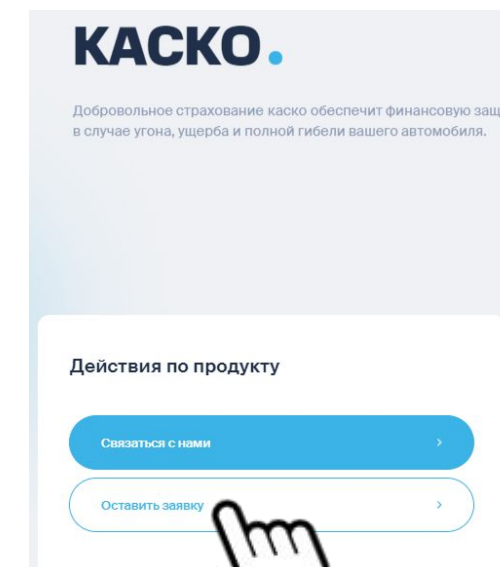 КАСКО.
Добровольное страхование каско обеспечит финансовую защ
в случае угона, ущерба и полной гибели вашего автомобиля.
Действия по продукту
Связаться с нами
Оставить заявку